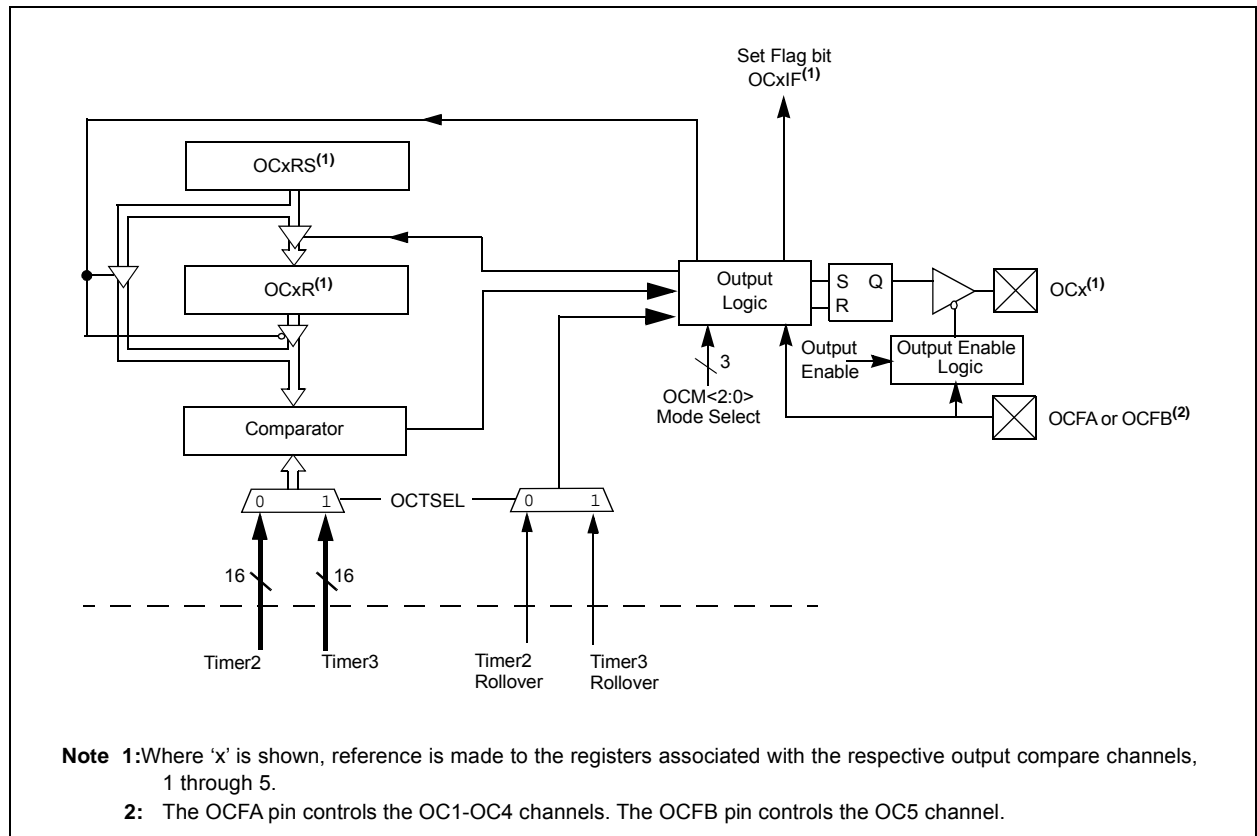 Set Flag bit
OCxIF(1)
OCxRS(1)
OCxR(1)
Output
Logic
S Q
R
OCx(1)
Output
Enable
Output Enable
Logic
3
OCM<2:0>
Mode Select
OCFA or OCFB(2)
Comparator
0 1
OCTSEL
0 1
16
16
Timer2
Timer3
Timer2
Rollover
Timer3
Rollover
Note 1:Where ‘x’ is shown, reference is made to the registers associated with the respective output compare channels,
1 through 5.
2: The OCFA pin controls the OC1-OC4 channels. The OCFB pin controls the OC5 channel.